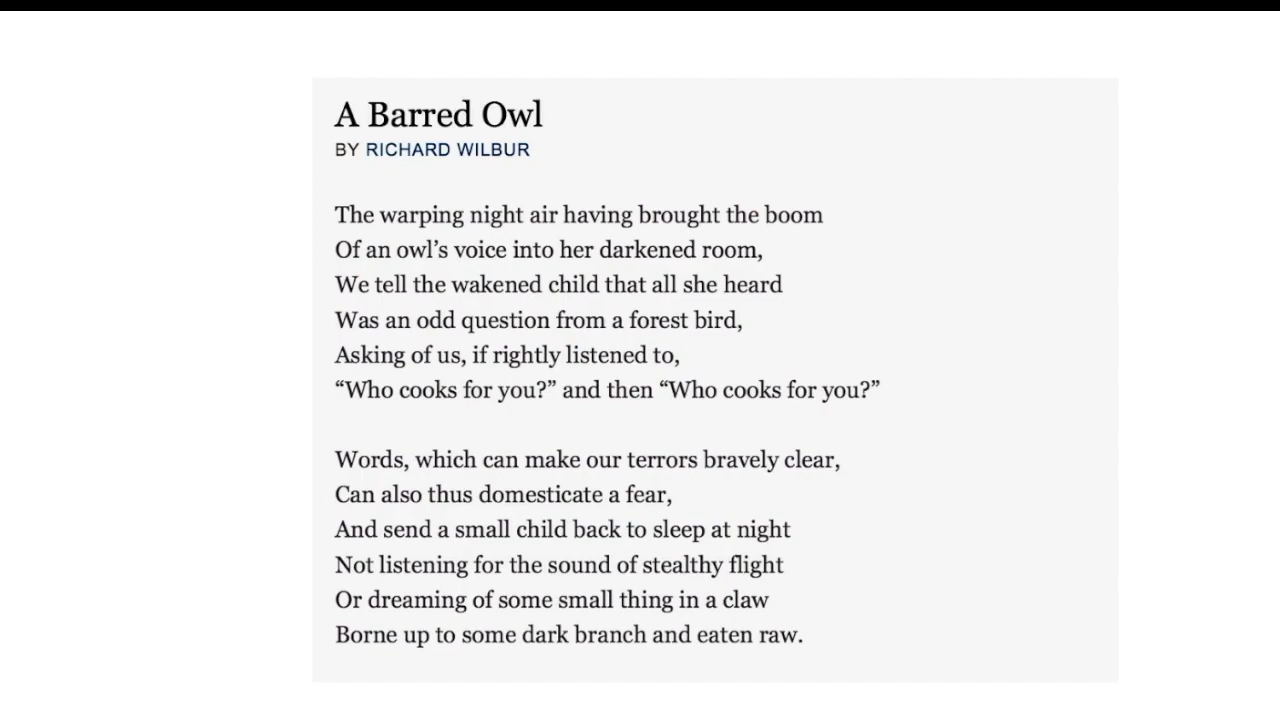 A Barred Owl
BY RICHARD WILBUR
The warping night air having brought the boom
Of an owl’s voice into her darkened room,
We tell the wakened child that all she heard
Was an odd question from a forest bird,
Asking of us, if rightly listened to,
“Who cooks for you?” and then “Who cooks for you?”
Words, which can make our terrors bravely clear,
Can also thus domesticate a fear,
And send a small child back to sleep at night
Not listening for the sound of stealthy flight
Or dreaming of some small thing in a claw
Borne up to some dark branch and eaten raw.